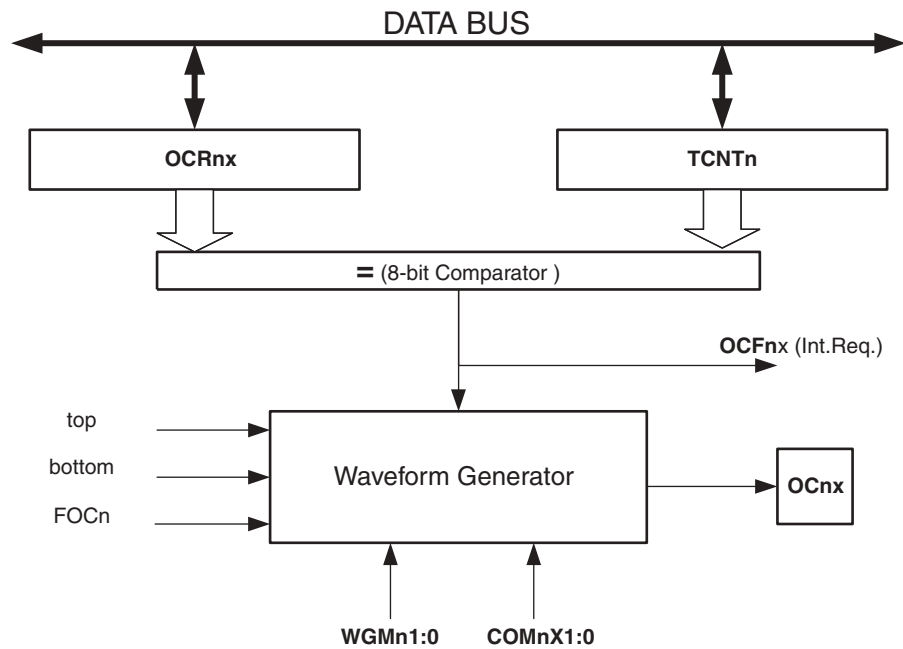 DATA BUS
OCRnx
TCNTn
= (8-bit Comparator )
OCFnx (Int.Req.)
top
bottom
FOCn
Waveform Generator
OCnx
WGMn1:0
COMnX1:0